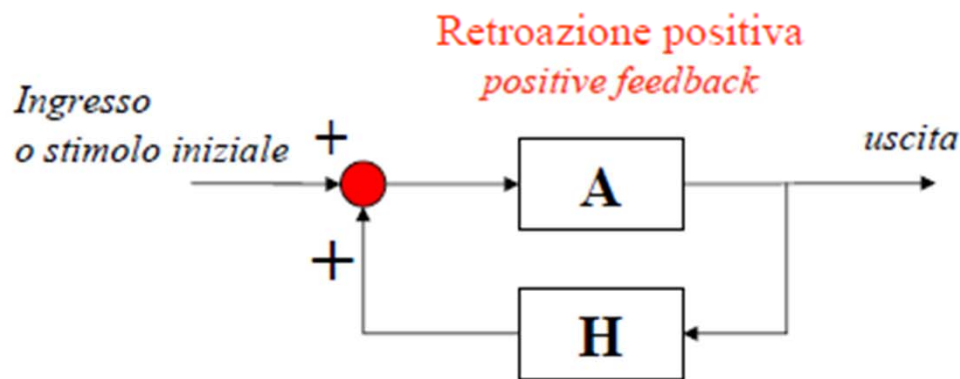 Retroazione positiva
positive feedback
Ingresso
o stimolo iniziale
+
uscita
A
+
H